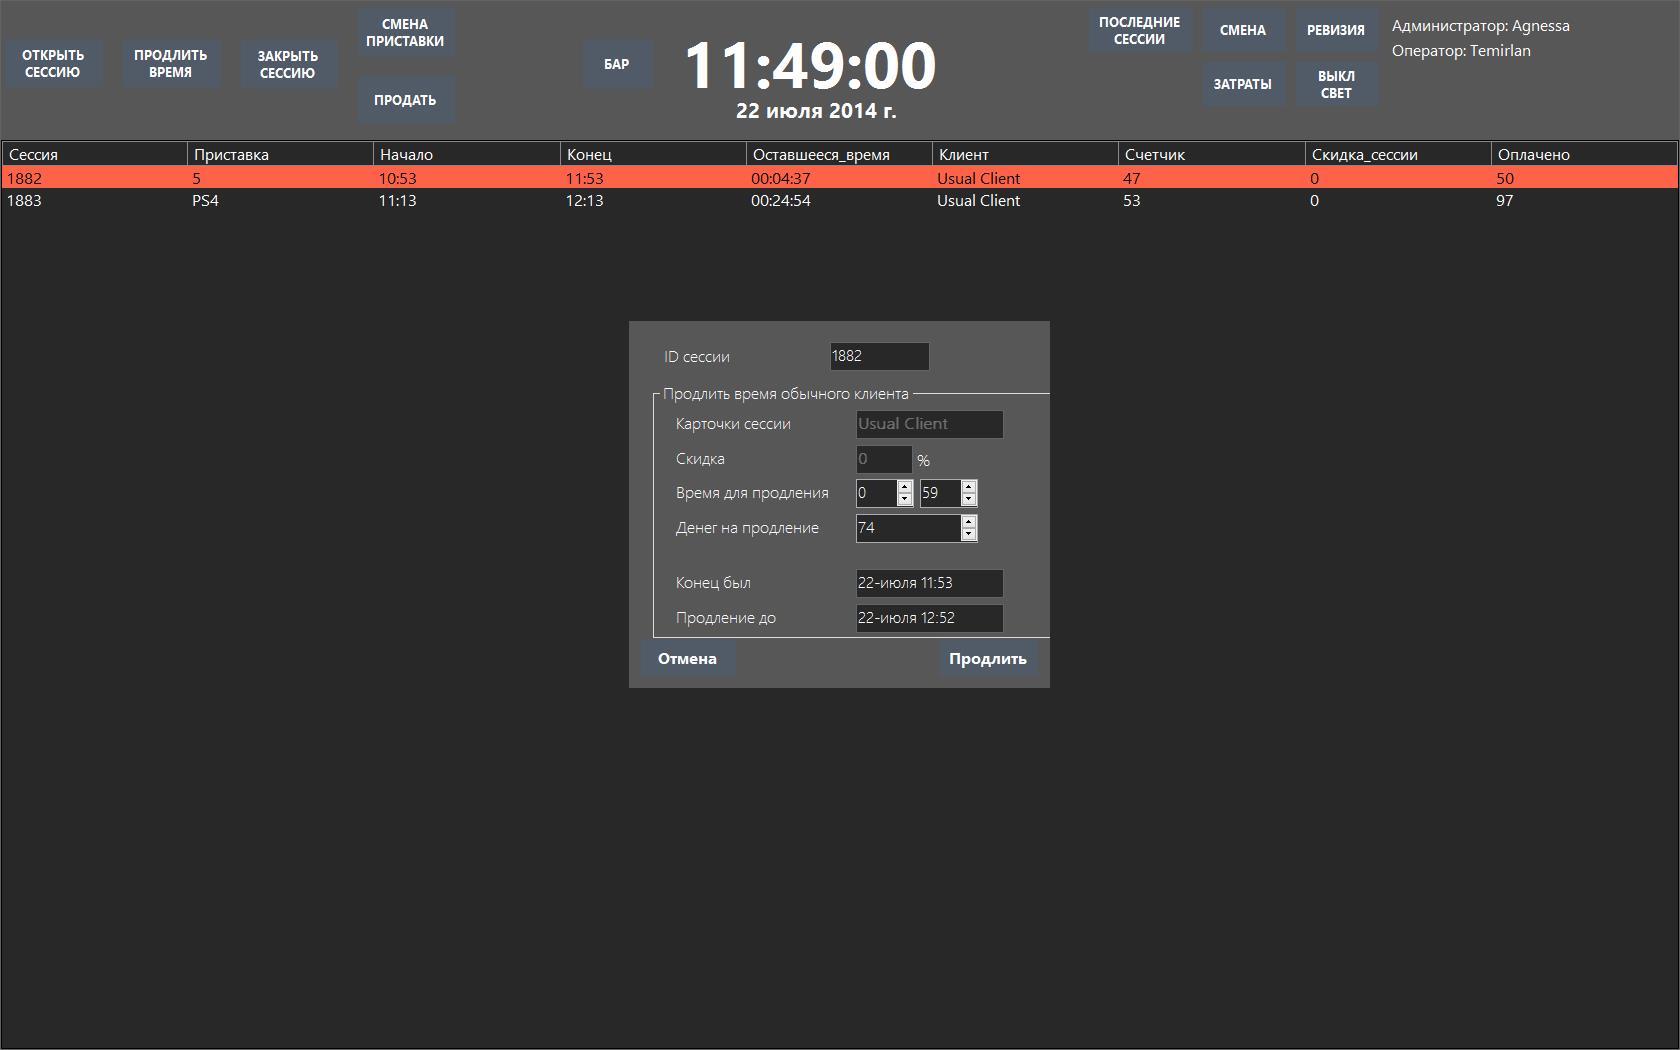 ОТКРЫТЬ
СЕССИЮ
ПРОДЛИТЬ
ВРЕМЯ
ЗАКРЫТЬ
СЕССИЮ
СМЕНА
ПРИСТАВКИ
ПРОДАТЬ
БАР
11:49:00
22 июля 2014 г.
ПОСЛЕДНИЕ
СЕССИИ
СМЕНА
РЕВИЗИЯ
ЗАТРАТЫ
ВЫКЛ
СВЕТ
Администратор: Agnessa
Оператор: Temirlan
Сессия Приставка Начало Конец Оставшееся_время Клиент Счетчик Скидка_сессии Оплачено
1882 5 10:53 11:53 00:04:37 Usual Client 47 0 50
1883 PS4 11:13 12:13 00:24:54 Usual Client 53 0 97
ID сессии 1882
Продлить время обычного клиента
Карточки сессии Usual Client
Скидка 0 %
Время для продления 0 59
Денег на продление 74
Конец был 22-июля 11:53
Продление до 22-июля 12:52
Отмена Продлить